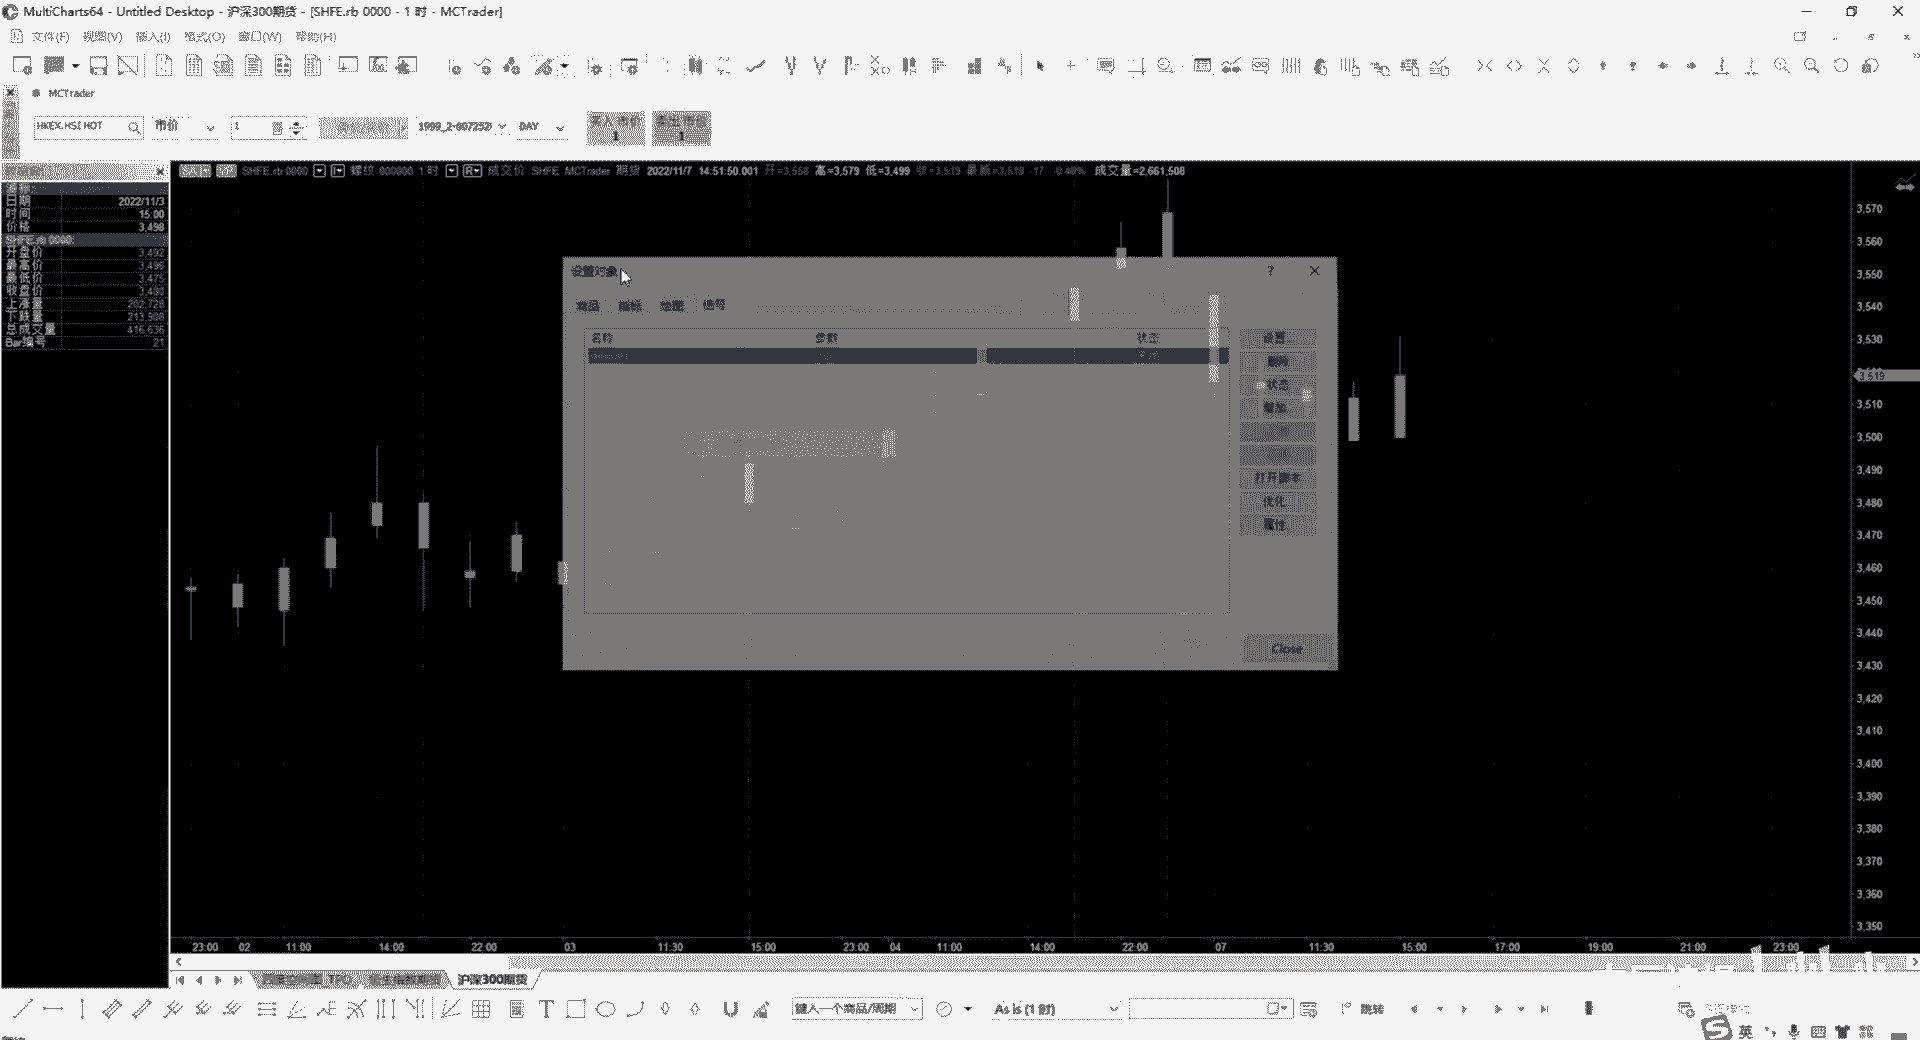 MultiCharts64 - Untitled Desktop - 沪深300期货 - [SHFE.rb 0000 - 1 时 - MCTrader]
文件(F) 视图(V) 插入(I) 格式(O) 窗口(W) 帮助(H)
MCTrader
HKEX.HSI HOT 市价 1 DAY
1 1
SHFE.rb 0000 螺纹 000000 1 时 成交价 SHFE MCTrader 期货 2022/11/7 14:51:50.001 开=3,558 高=3,579 低=3,499 收=3,519 最新=3,519 -17 -0.48% 成交量=2,661,508
日期 2022/11/3
时间 15:00
价格 3,498
SHFE.rb 0000
开盘价 3,492
最高价 3,496
最低价 3,475
收盘价 3,480
上涨量 202,728
下跌量 213,908
总成交量 416,636
Bar编号 21
设置对象
商品 指标 绘图 信号
名称 参数 状态
设置
删除
状态
增加
打开脚本
优化
属性
Close
3,570
3,560
3,550
3,540
3,530
3,519
3,510
3,500
3,490
3,480
3,470
3,460
3,450
3,440
3,430
3,420
3,410
3,400
3,390
3,380
3,370
3,360
3,350
23:00 02 11:00 14:00 22:00 03 11:30 15:00 23:00 04 11:00 14:00 22:00 07 11:30 15:00 17:00 19:00 21:00 23:00
沪深300期货
键入一个商品/周期 As is (1 时) 跳转
英